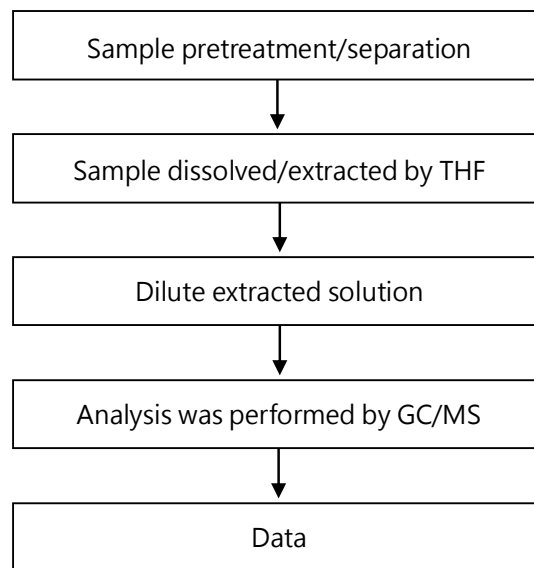 Sample pretreatment/separation
Sample dissolved/extracted by THF
Dilute extracted solution
Analysis was performed by GC/MS
Data